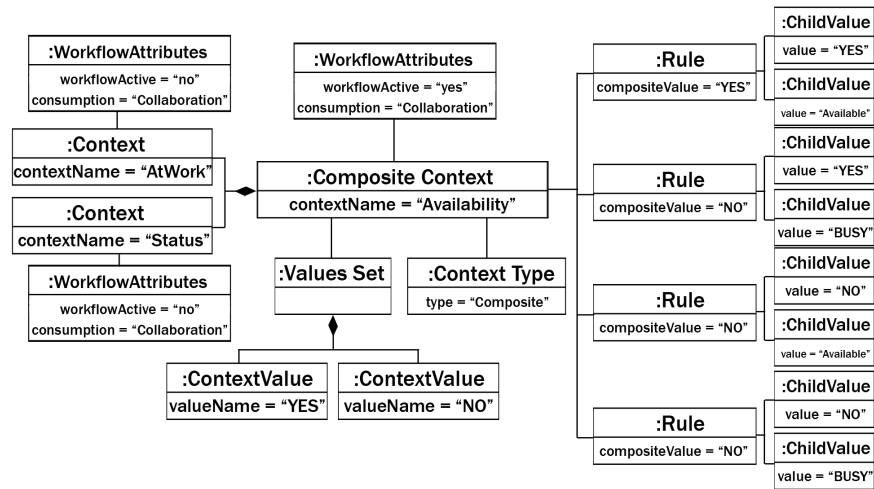 :WorkflowAttributes
workflowActive = “no”
consumption = “Collaboration”
:Context
contextName = “AtWork”
:Context
contextName = “Status”
:WorkflowAttributes
workflowActive = “no”
consumption = “Collaboration”
:WorkflowAttributes
workflowActive = “yes”
consumption = “Collaboration”
:Composite Context
contextName = “Availability”
:Values Set
:Context Type
type = “Composite”
:ContextValue
valueName = “YES”
:ContextValue
valueName = “NO”
:Rule
compositeValue = “YES”
:ChildValue
value = “YES”
:ChildValue
value = “Available”
:Rule
compositeValue = “NO”
:ChildValue
value = “YES”
:ChildValue
value = “BUSY”
:Rule
compositeValue = “NO”
:ChildValue
value = “NO”
:ChildValue
value = “Available”
:Rule
compositeValue = “NO”
:ChildValue
value = “NO”
:ChildValue
value = “BUSY”